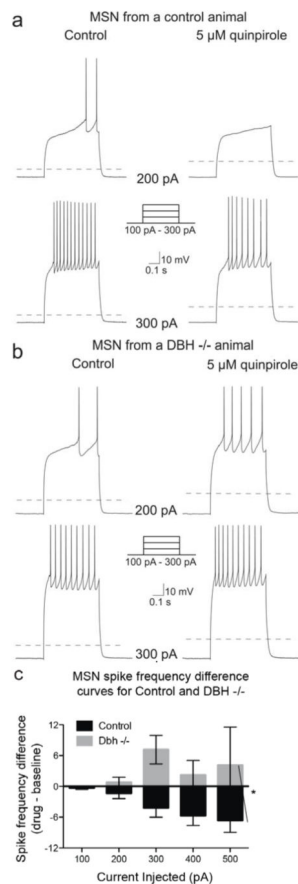 a
MSN from a control animal
Control 5 µM quinpirole
200 pA
100 pA - 300 pA
10 mV
0.1 s
300 pA
b
MSN from a DBH -/- animal
Control 5 µM quinpirole
200 pA
100 pA - 300 pA
10 mV
0.1 s
300 pA
c
MSN spike frequency difference
curves for Control and DBH -/-
Control
Dbh -/-
Spike frequency difference
(drug - baseline)
12
6
0
-6
-12
*
100 200 300 400 500
Current Injected (pA)